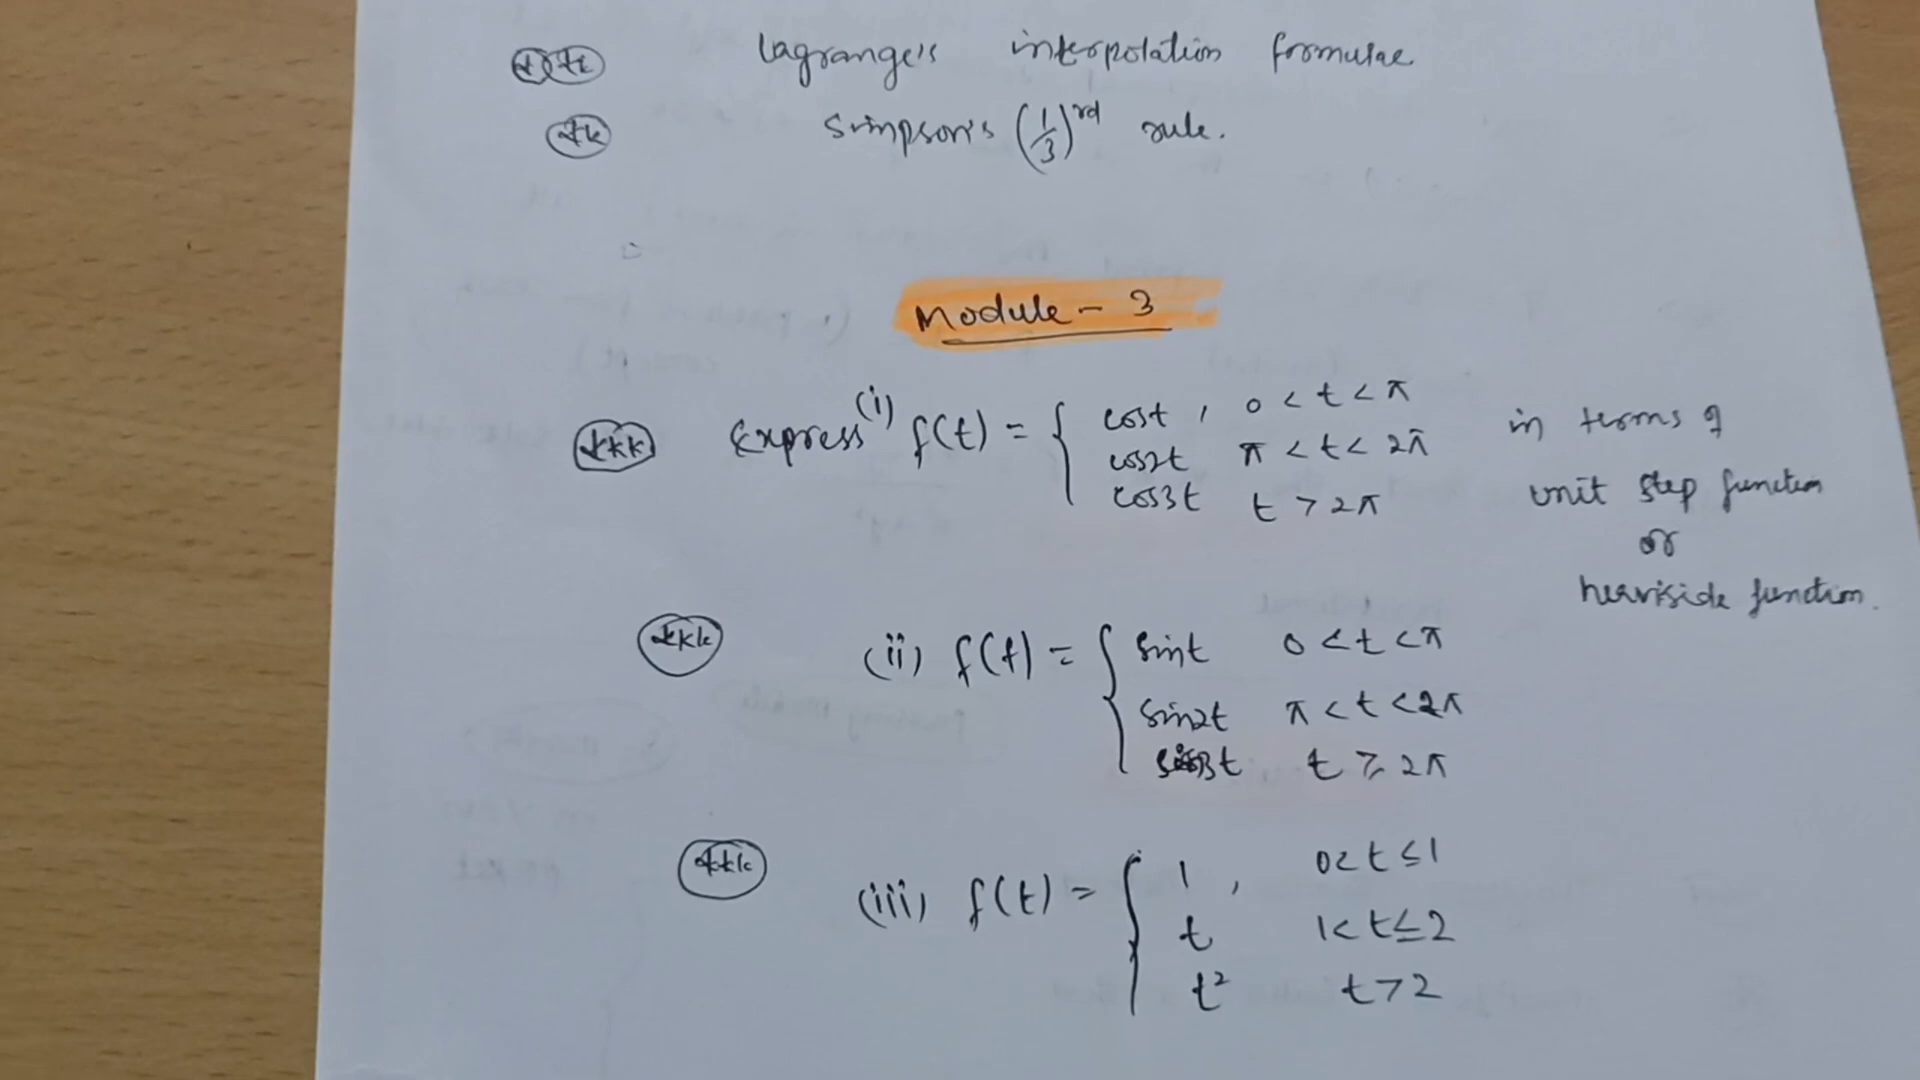 Lagrange's interpolation formulae
Simpson's (1/3)rd rule.
Module - 3
Express (i) f(t) = { cost, 0 < t < π
cos2t π < t < 2π
cos3t t > 2π
in terms of
unit step function
or
heaviside function.
(ii) f(t) = { sint 0 < t < π
sin2t π < t < 2π
sin3t t ≥ 2π
(iii) f(t) = { 1, 0 < t ≤ 1
t 1 < t ≤ 2
t² t > 2